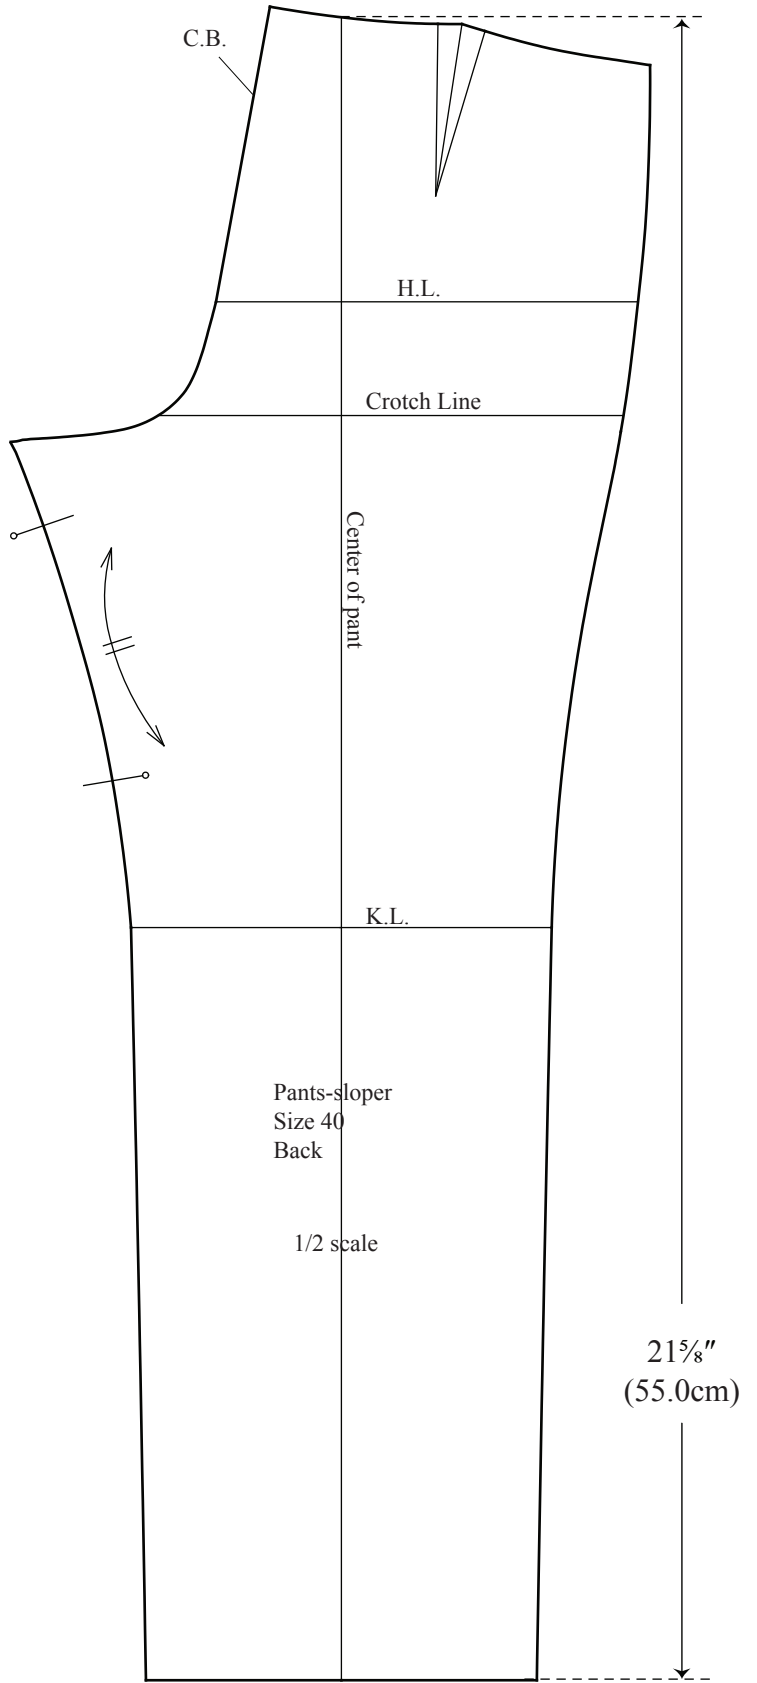 C.B.
H.L.
Crotch Line
Center of pant
K.L.
Pants-sloper
Size 40
Back
1/2 scale
21⅝″
(55.0cm)